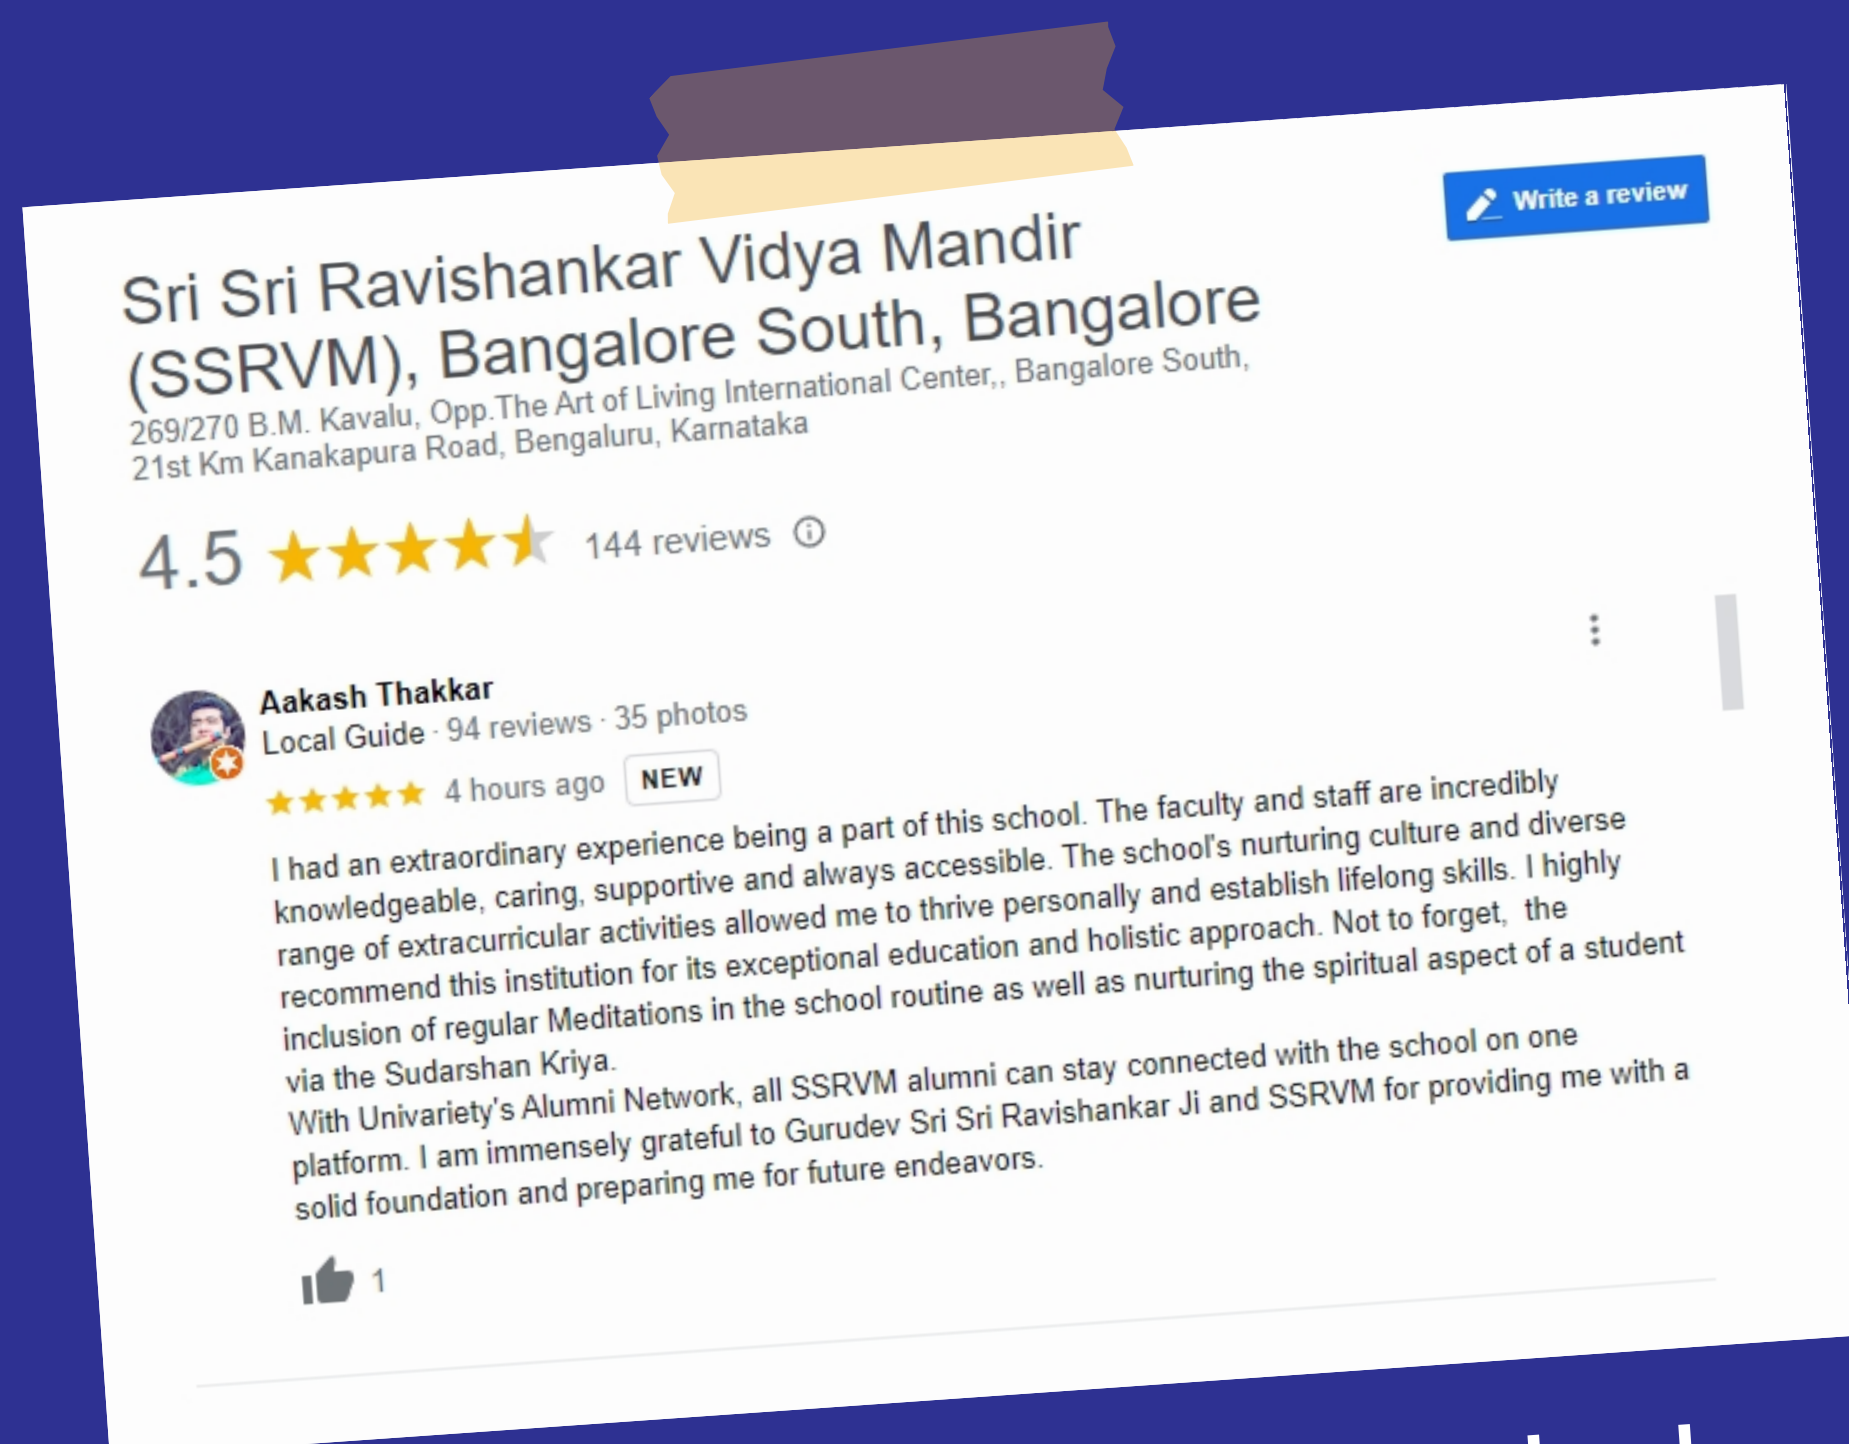 Write a review
Sri Sri Ravishankar Vidya Mandir
(SSRVM), Bangalore South, Bangalore
269/270 B.M. Kavalu, Opp.The Art of Living International Center,, Bangalore South,
21st Km Kanakapura Road, Bengaluru, Karnataka
4.5 144 reviews
Aakash Thakkar
Local Guide · 94 reviews · 35 photos
4 hours ago NEW
I had an extraordinary experience being a part of this school. The faculty and staff are incredibly
knowledgeable, caring, supportive and always accessible. The school's nurturing culture and diverse
range of extracurricular activities allowed me to thrive personally and establish lifelong skills. I highly
recommend this institution for its exceptional education and holistic approach. Not to forget,  the
inclusion of regular Meditations in the school routine as well as nurturing the spiritual aspect of a student
via the Sudarshan Kriya.
With Univariety's Alumni Network, all SSRVM alumni can stay connected with the school on one
platform. I am immensely grateful to Gurudev Sri Sri Ravishankar Ji and SSRVM for providing me with a
solid foundation and preparing me for future endeavors.
1